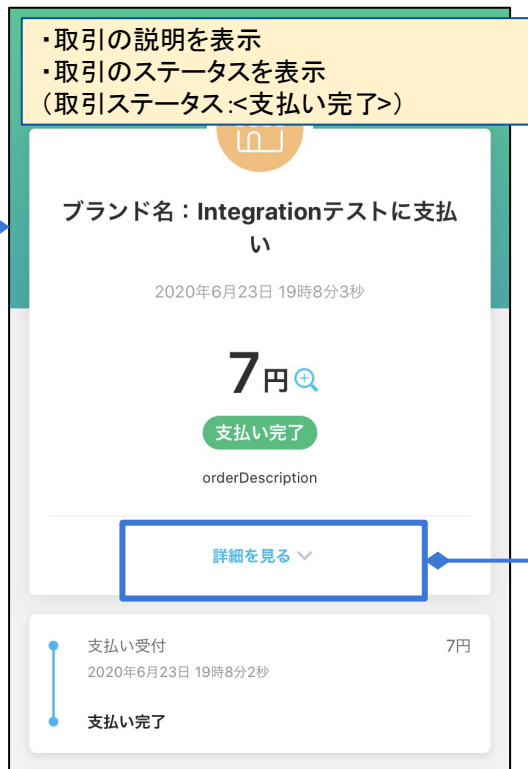 ・取引の説明を表示
・取引のステータスを表示
（取引ステータス:<支払い完了>）
ブランド名：Integrationテストに支払
い
2020年6月23日 19時8分3秒
7円
支払い完了
orderDescription
詳細を見る
支払い受付 7円
2020年6月23日 19時8分2秒
支払い完了